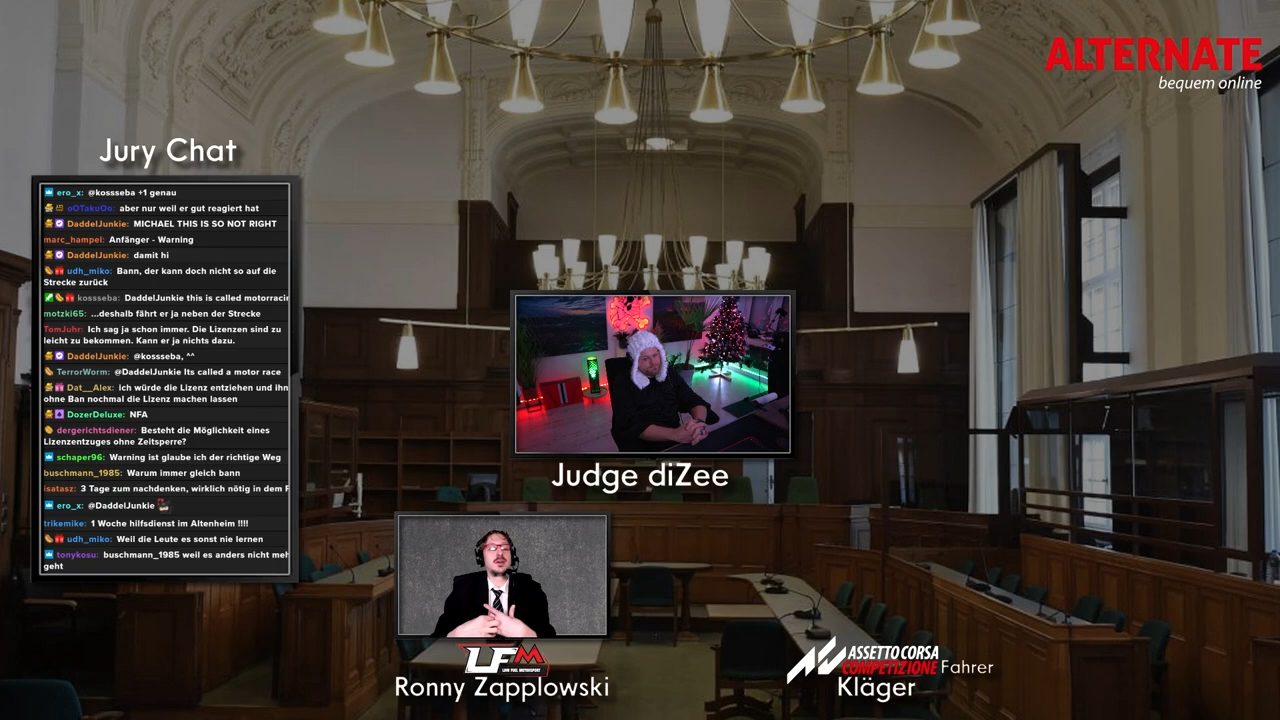 ALTERNATE
bequem online
Jury Chat
ero_x: @kossseba +1 genau
oOTakuOo: aber nur weil er gut reagiert hat
DaddelJunkie: MICHAEL THIS IS SO NOT RIGHT
marc_hampel: Anfänger - Warning
DaddelJunkie: damit hi
udh_miko: Bann, der kann doch nicht so auf die
Strecke zurück
kossseba: DaddelJunkie this is called motorracin
motzki65: ...deshalb fährt er ja neben der Strecke
TomJuhr: Ich sag ja schon immer. Die Lizenzen sind zu
leicht zu bekommen. Kann er ja nichts dazu.
DaddelJunkie: @kossseba, ^^
TerrorWorm: @DaddelJunkie Its called a motor race
Dat__Alex: ich würde die Lizenz entziehen und ihn
ohne Ban nochmal die Lizenz machen lassen
DozerDeluxe: NFA
dergerichtsdiener: Besteht die Möglichkeit eines
Lizenzentzuges ohne Zeitsperre?
schaper96: Warning ist glaube ich der richtige Weg
buschmann_1985: Warum immer gleich bann
isatasz: 3 Tage zum nachdenken, wirklich nötig in dem F
ero_x: @DaddelJunkie
trikemike: 1 Woche hilfsdienst im Altenheim !!!!
udh_miko: Weil die Leute es sonst nie lernen
tonykosu: buschmann_1985 weil es anders nicht meh
geht
Judge diZee
LFM
LOW FUEL MOTORSPORT
Ronny Zapplowski
ASSETTO CORSA
COMPETIZIONE Fahrer
Kläger